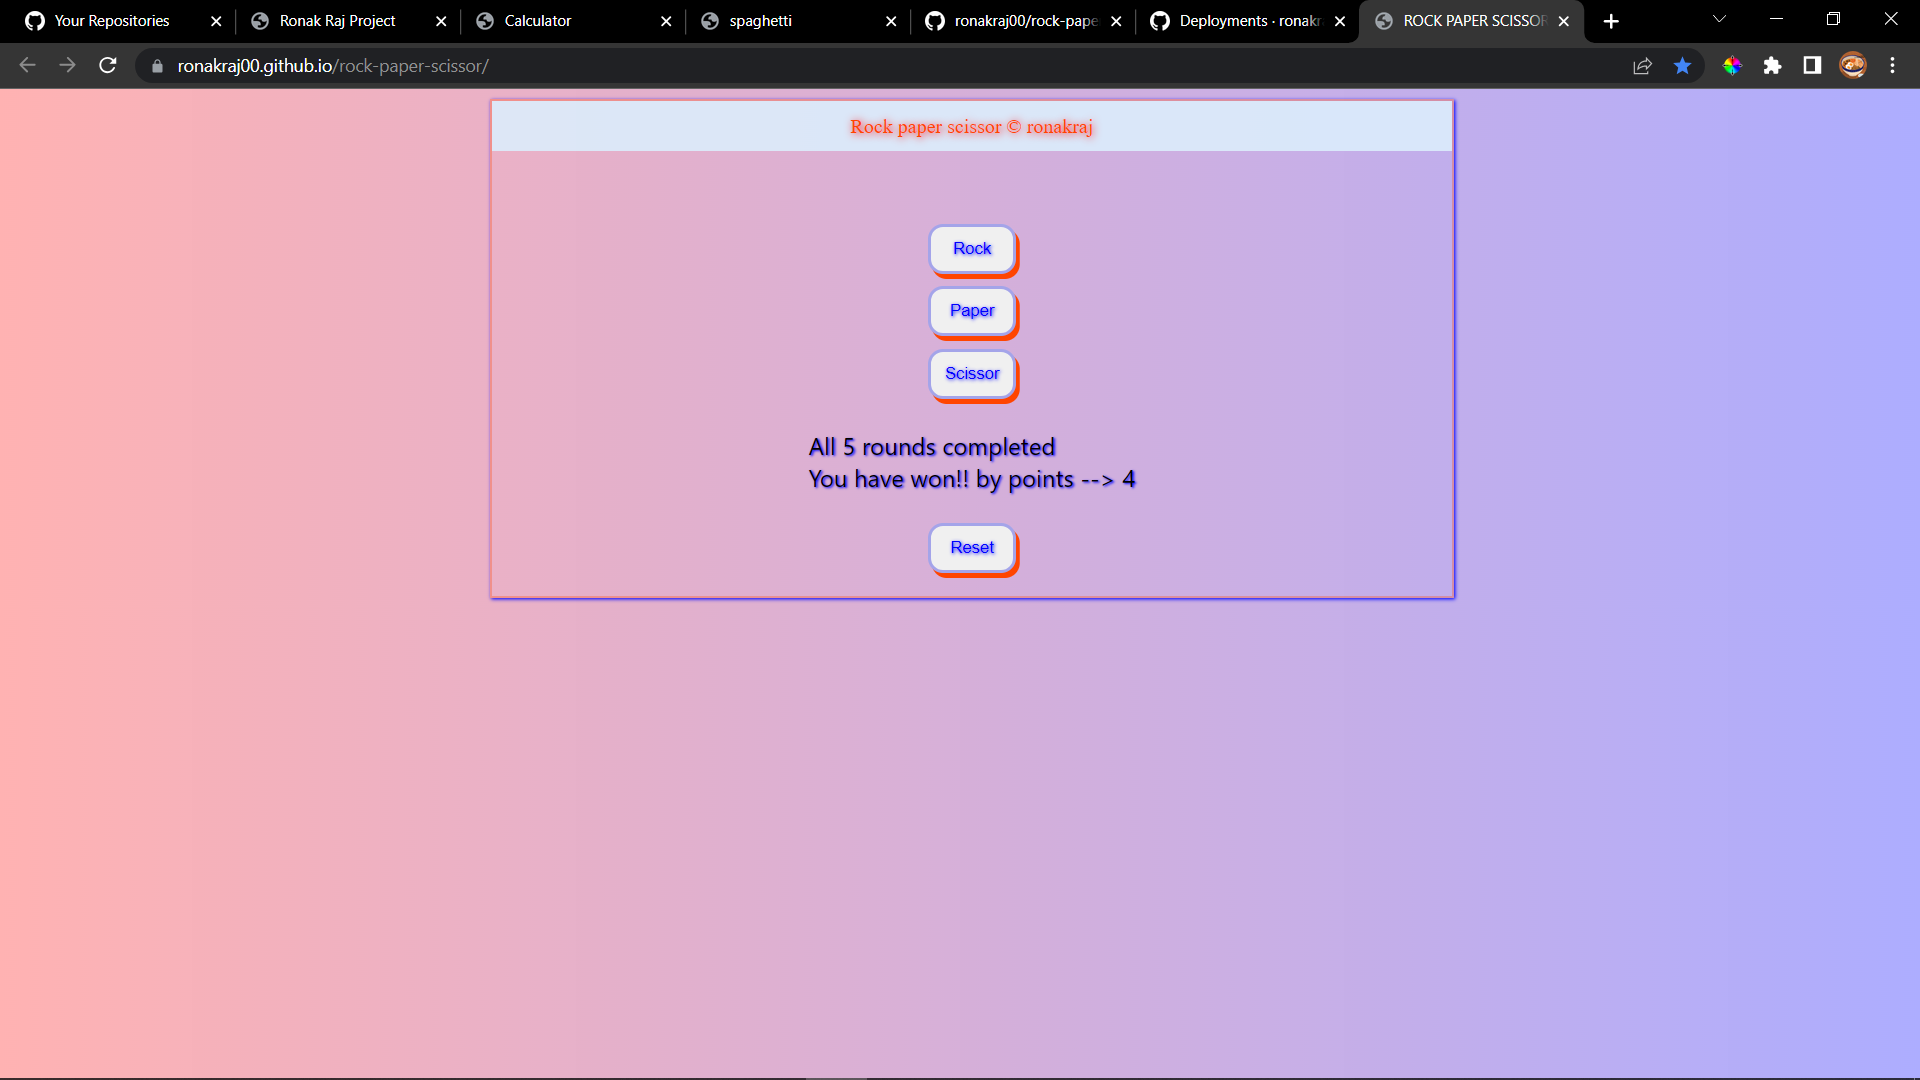 Your Repositories
Ronak Raj Project
Calculator
spaghetti
ronakraj00/rock-pape
Deployments · ronakr
ROCK PAPER SCISSOR
ronakraj00.github.io/rock-paper-scissor/
Rock paper scissor © ronakraj
Rock
Paper
Scissor
All 5 rounds completed
You have won!! by points --> 4
Reset